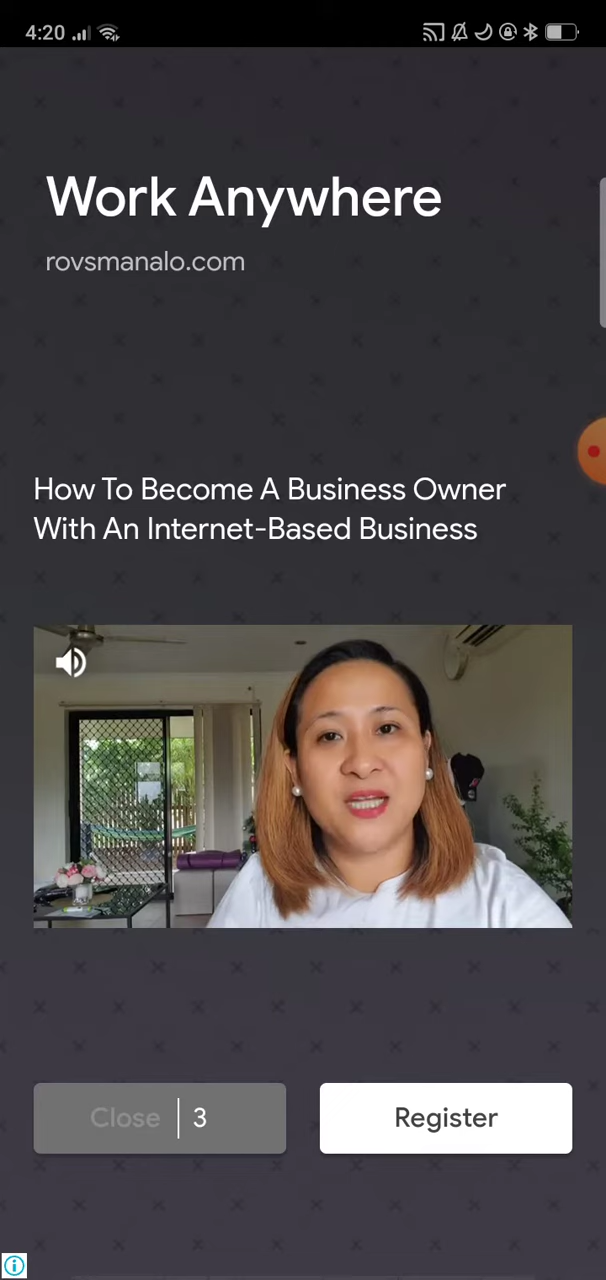 4:20
Work Anywhere
rovsmanalo.com
How To Become A Business Owner
With An Internet-Based Business
Close 3
Register